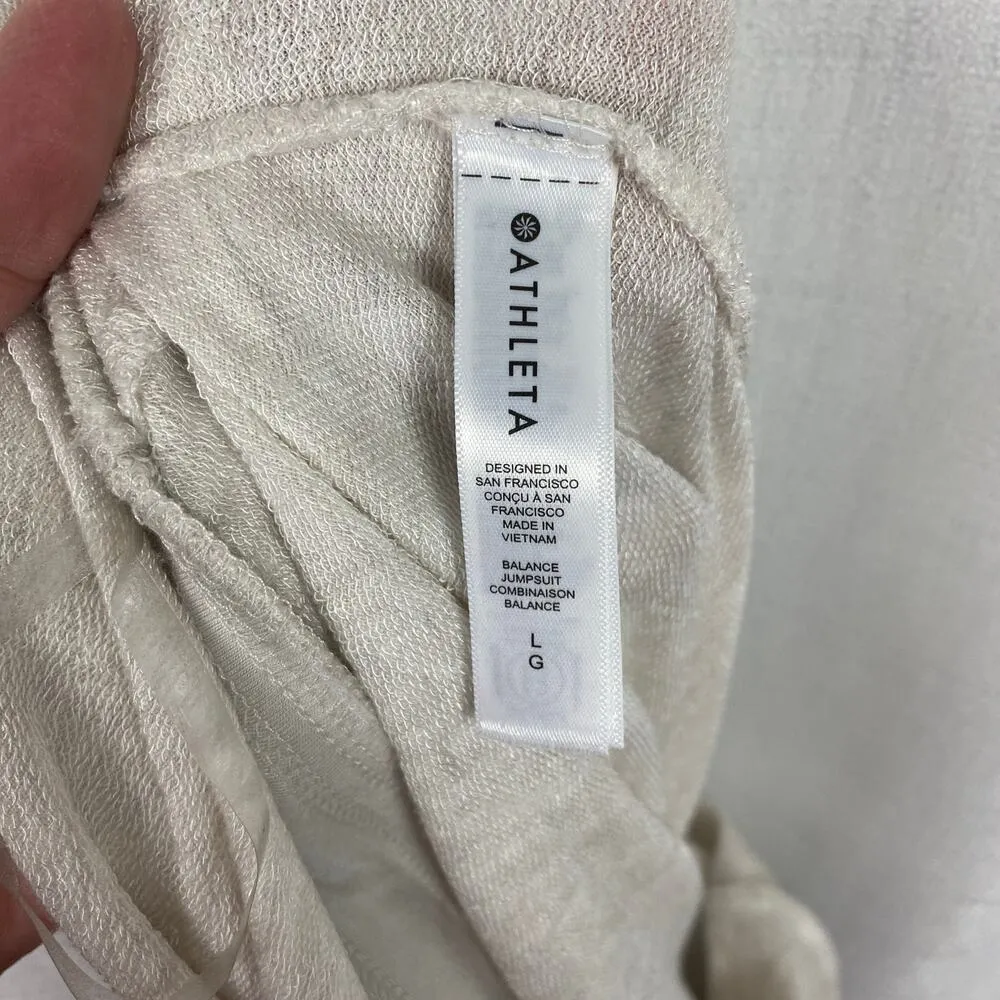 ATHLETA
DESIGNED IN
SAN FRANCISCO
CONÇU À SAN
FRANCISCO
MADE IN
VIETNAM
BALANCE
JUMPSUIT
COMBINAISON
BALANCE
L
G